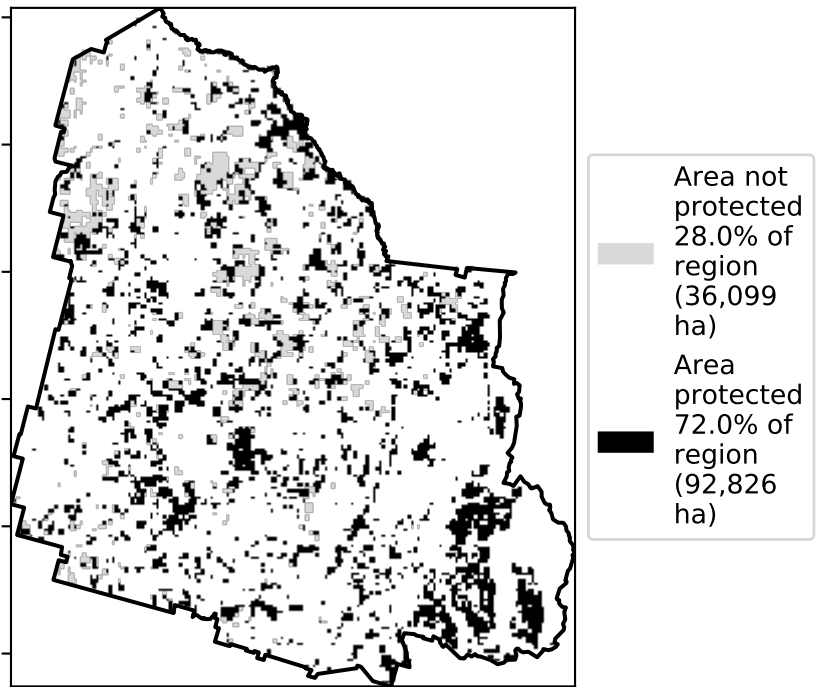 Area not
protected
28.0% of
region
(36,099
ha)
Area
protected
72.0% of
region
(92,826
ha)